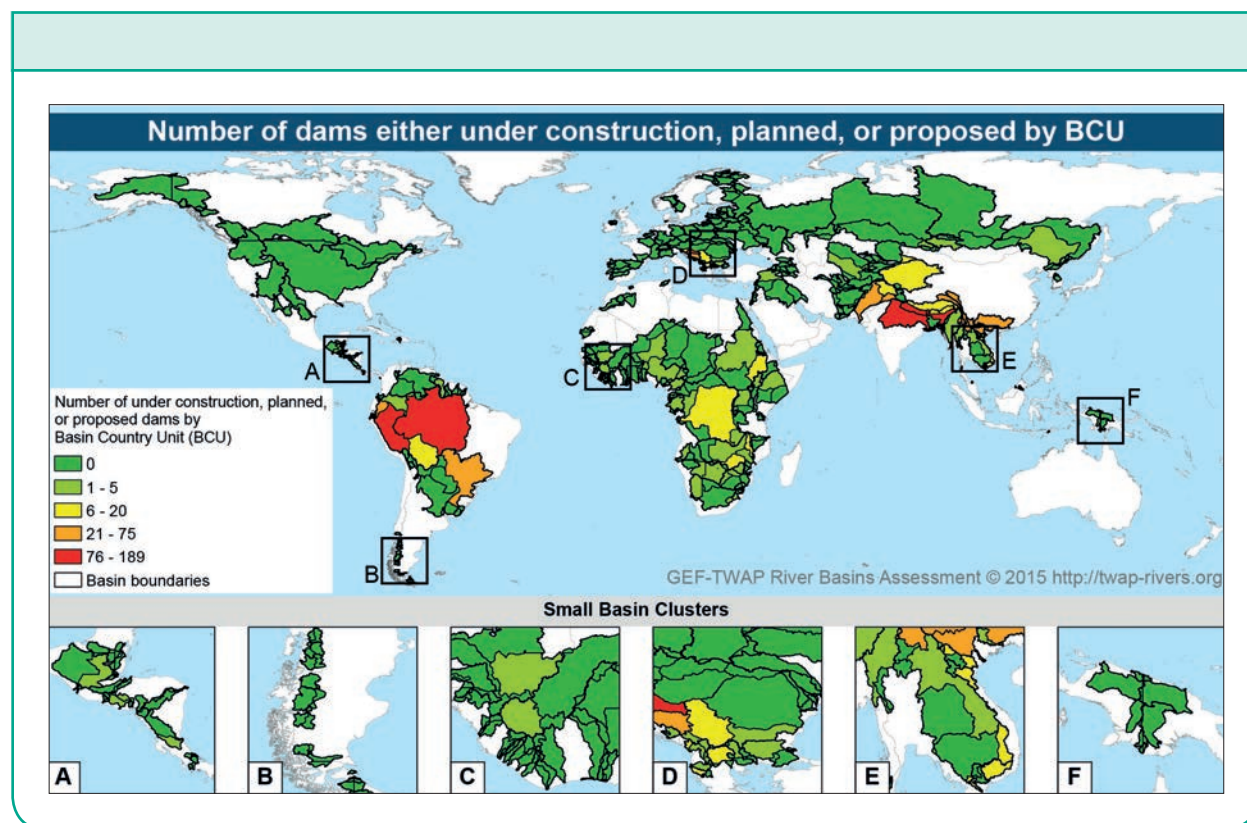 Number of dams either under construction, planned, or proposed by BCU
A
B
C
D
E
F
Number of under construction, planned,
or proposed dams by
Basin Country Unit (BCU)
0
1 - 5
6 - 20
21 - 75
76 - 189
Basin boundaries
GEF-TWAP River Basins Assessment © 2015 http://twap-rivers.org
Small Basin Clusters
A
B
C
D
E
F